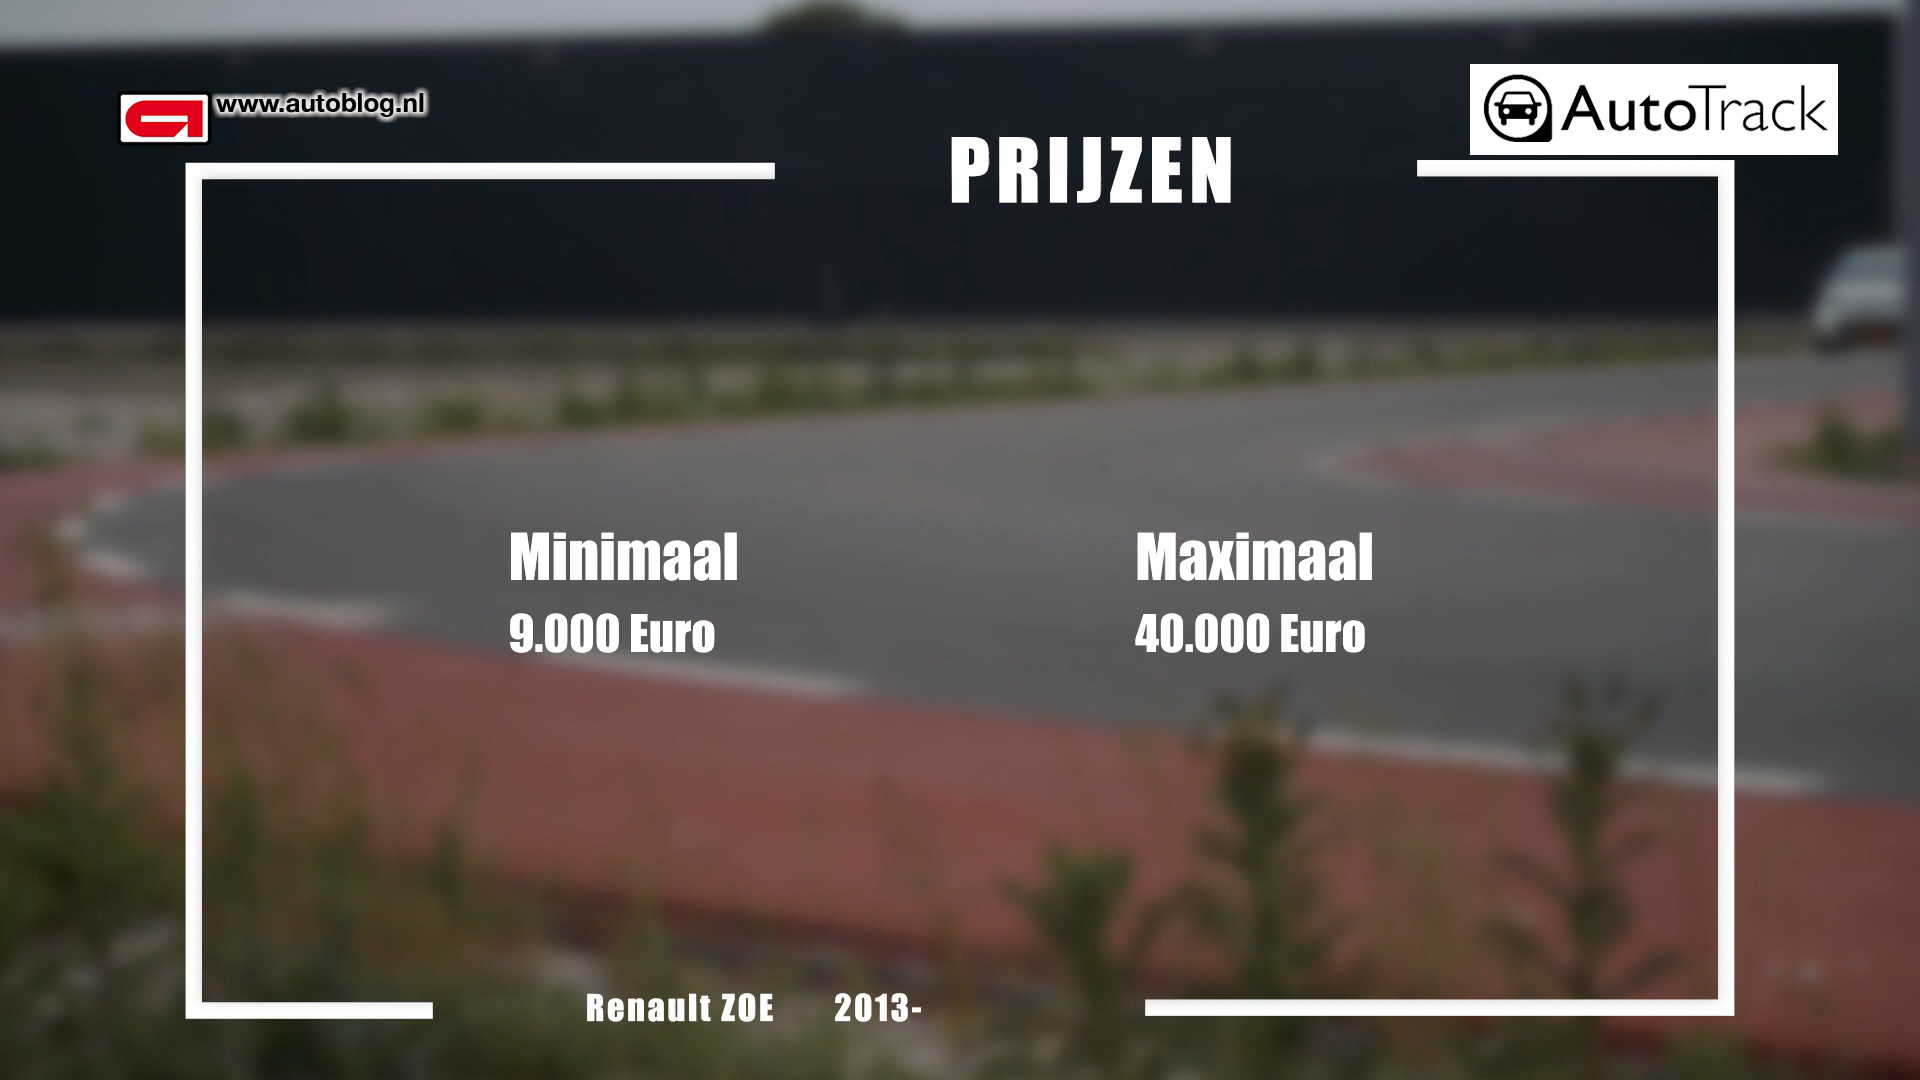 www.autoblog.nl
AutoTrack
PRIJZEN
Minimaal
9.000 Euro
Maximaal
40.000 Euro
Renault ZOE 2013-